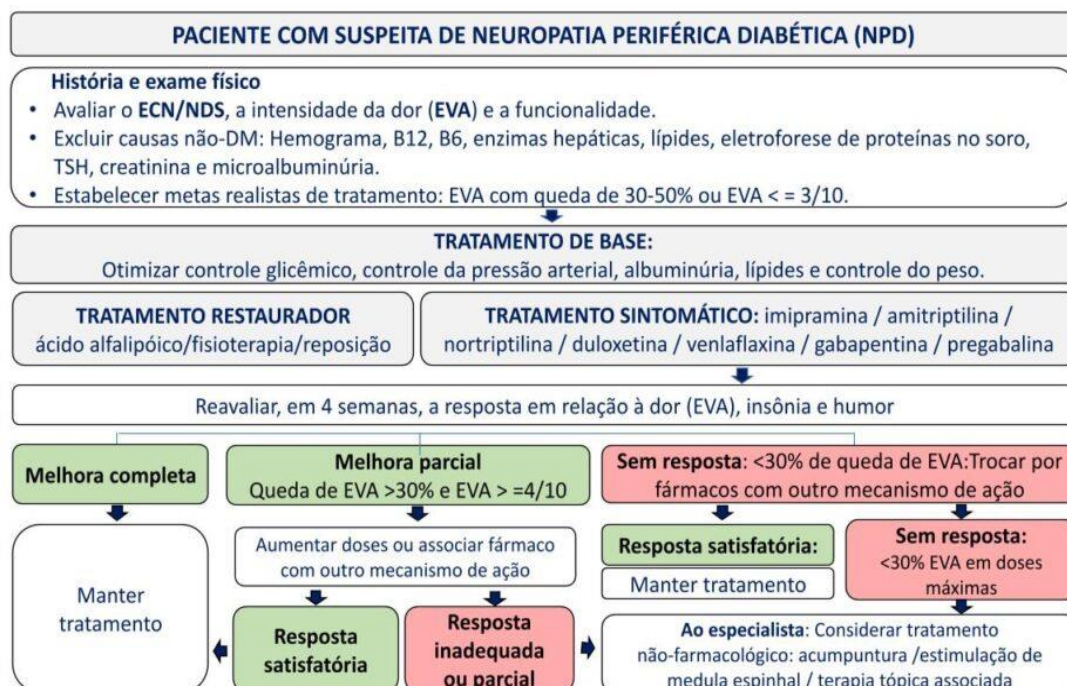 PACIENTE COM SUSPEITA DE NEUROPATIA PERIFÉRICA DIABÉTICA (NPD)
História e exame físico
• Avaliar o ECN/NDS, a intensidade da dor (EVA) e a funcionalidade.
• Excluir causas não-DM: Hemograma, B12, B6, enzimas hepáticas, lípides, eletroforese de proteínas no soro,
TSH, creatinina e microalbuminúria.
• Estabelecer metas realistas de tratamento: EVA com queda de 30-50% ou EVA < = 3/10.
TRATAMENTO DE BASE:
Otimizar controle glicêmico, controle da pressão arterial, albuminúria, lípides e controle do peso.
TRATAMENTO RESTAURADOR
ácido alfalipóico/fisioterapia/reposição
TRATAMENTO SINTOMÁTICO: imipramina / amitriptilina /
nortriptilina / duloxetina / venlaflaxina / gabapentina / pregabalina
Reavaliar, em 4 semanas, a resposta em relação à dor (EVA), insônia e humor
Melhora completa
Manter
tratamento
Melhora parcial
Queda de EVA >30% e EVA > =4/10
Aumentar doses ou associar fármaco
com outro mecanismo de ação
Resposta
satisfatória
Resposta
inadequada
ou parcial
Sem resposta: <30% de queda de EVA:Trocar por
fármacos com outro mecanismo de ação
Resposta satisfatória:
Manter tratamento
Sem resposta:
<30% EVA em doses
máximas
Ao especialista: Considerar tratamento
não-farmacológico: acumpuntura /estimulação de
medula espinhal / terapia tópica associada